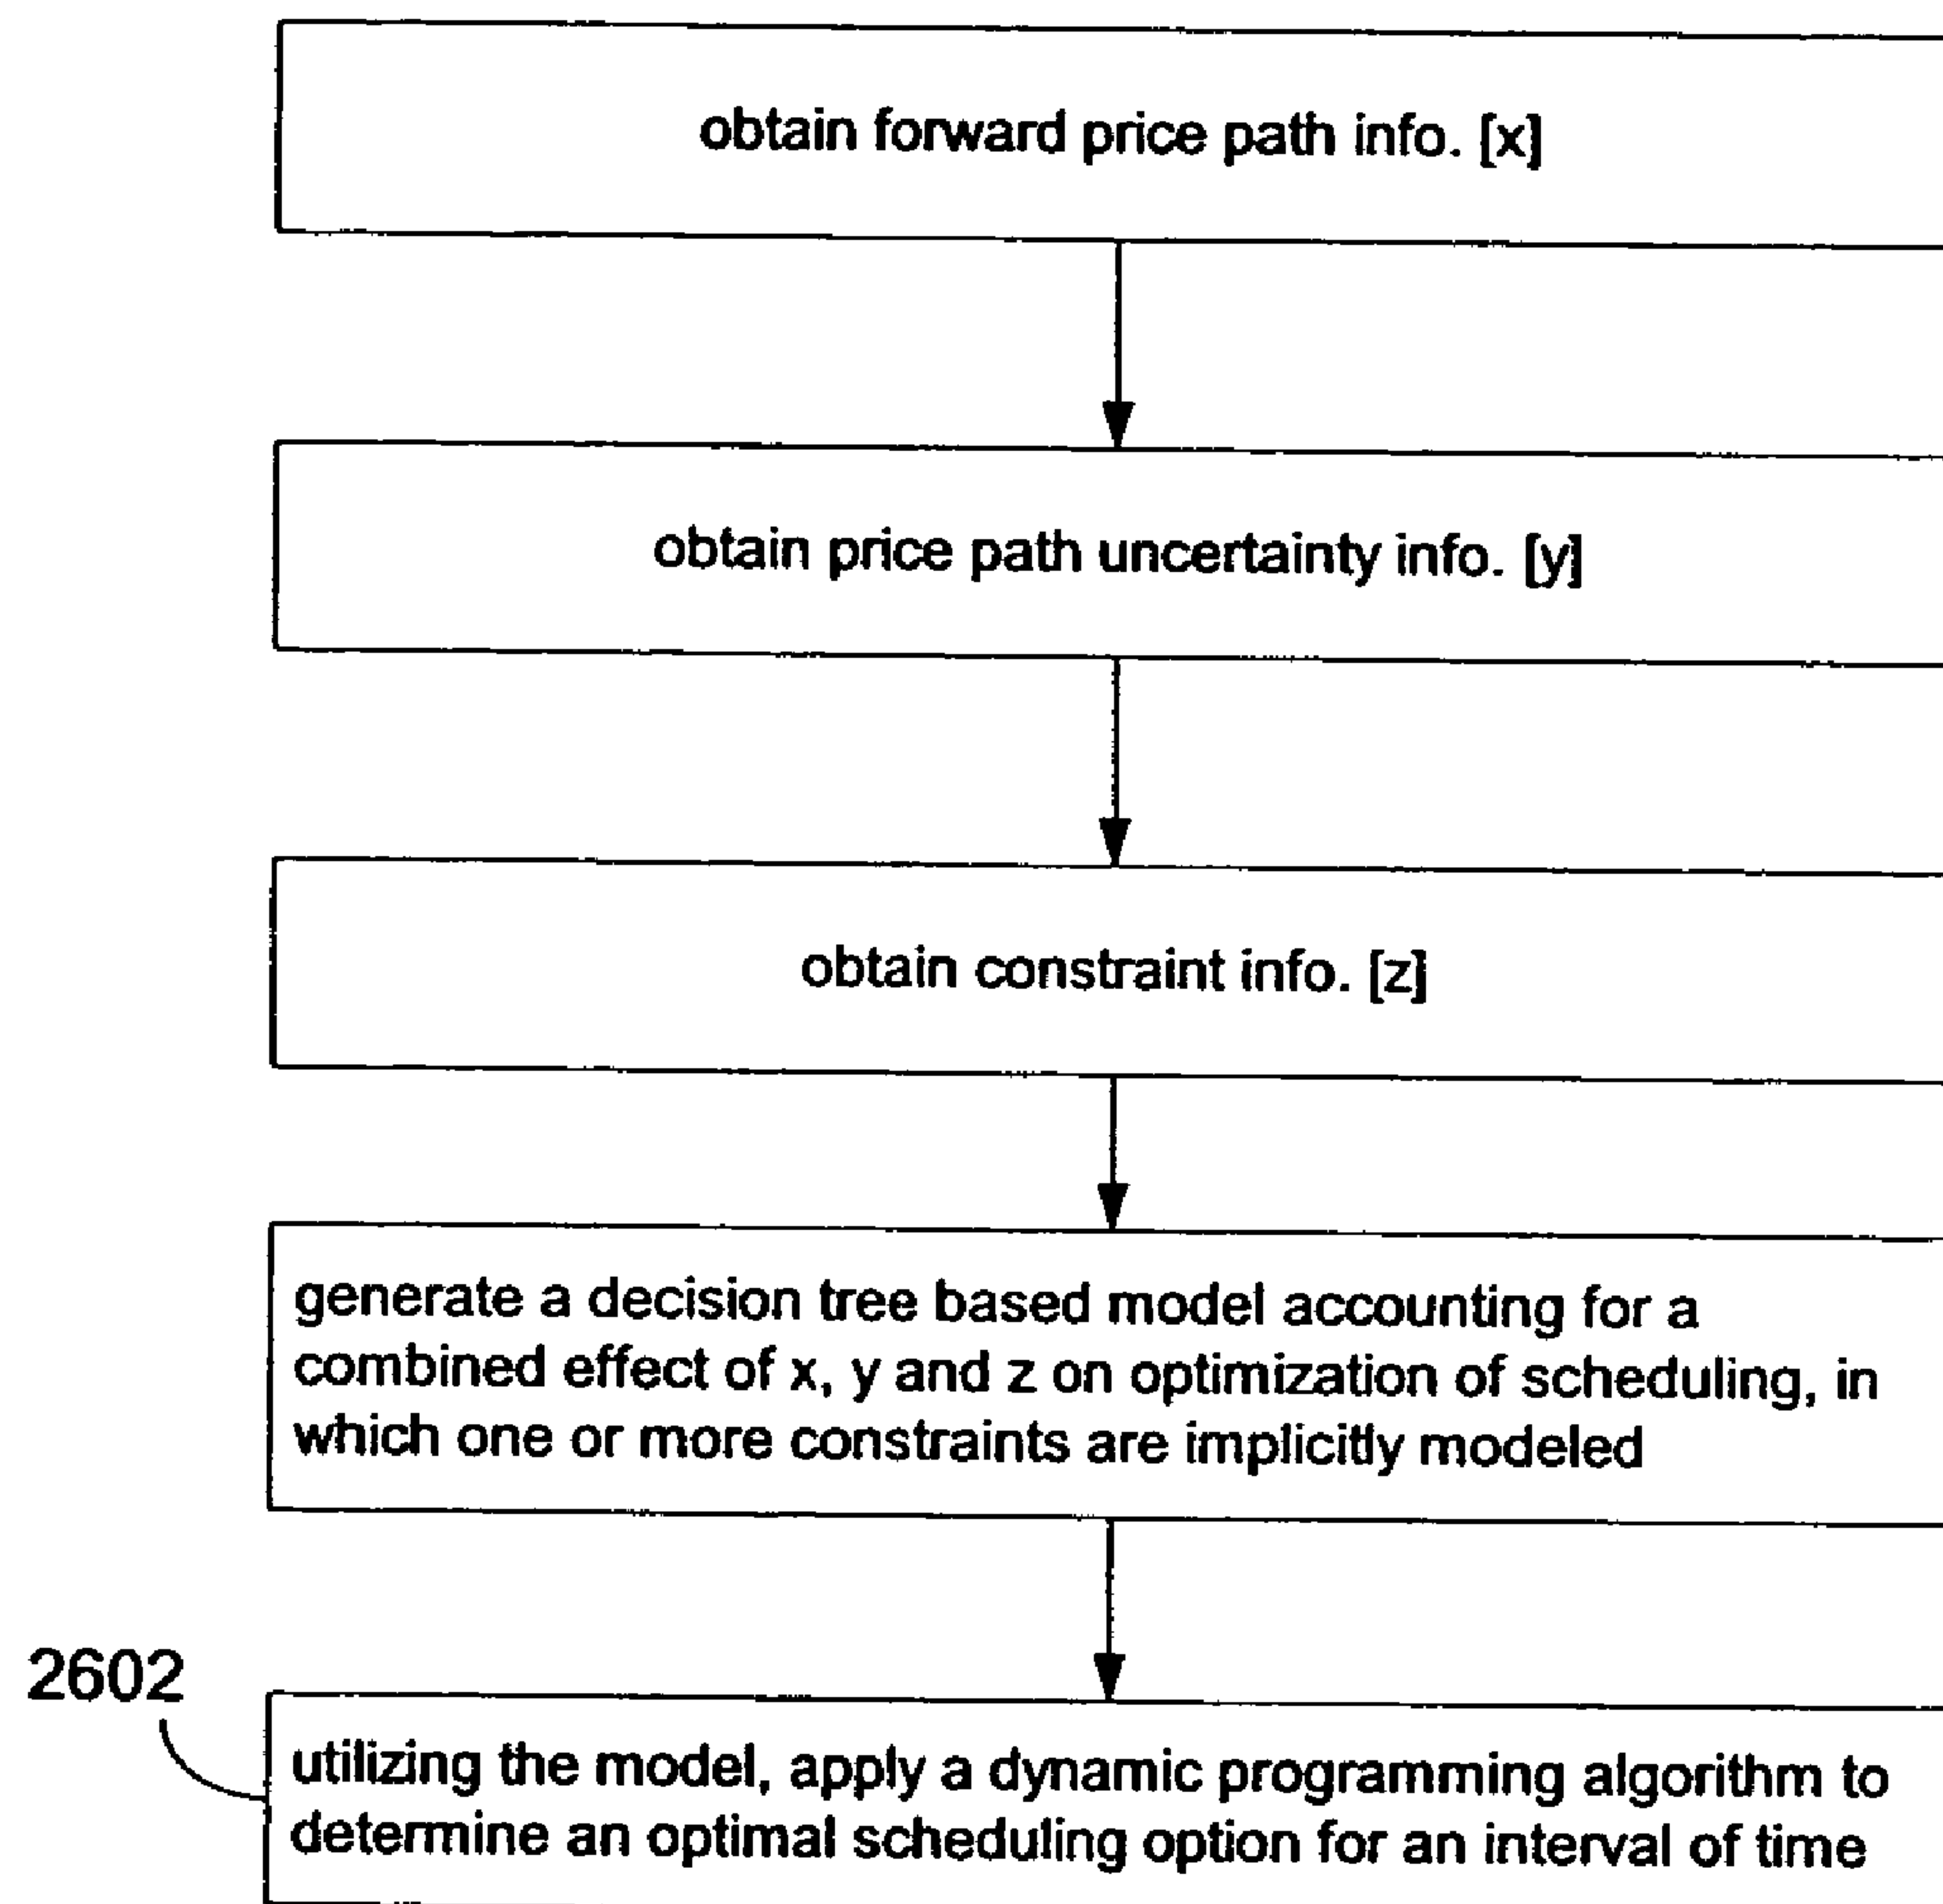 obtain forward price path info. [x]
obtain price path uncertainty info. [y]
obtain constraint info. [z]
generate a decision tree based model accounting for a
combined effect of x, y and z on optimization of scheduling, in
which one or more constraints are implicitly modeled
2602
utilizing the model, apply a dynamic programming algorithm to
determine an optimal scheduling option for an interval of time